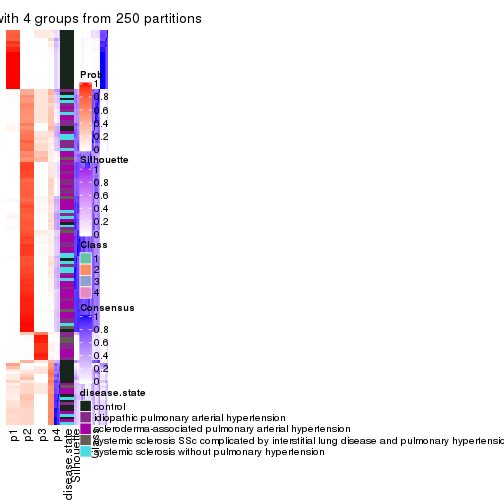 with 4 groups from 250 partitions
Prob
1
0.8
0.6
0.4
0.2
0
Silhouette
1
0.8
0.6
0.4
0.2
0
Class
1
2
3
4
Consensus
1
0.8
0.6
0.4
0.2
0
disease.state
control
idiopathic pulmonary arterial hypertension
scleroderma-associated pulmonary arterial hypertension
systemic sclerosis SSc complicated by interstitial lung disease and pulmonary hypertension
systemic sclerosis without pulmonary hypertension
p1
p2
p3
p4
disease.state
Silhouette